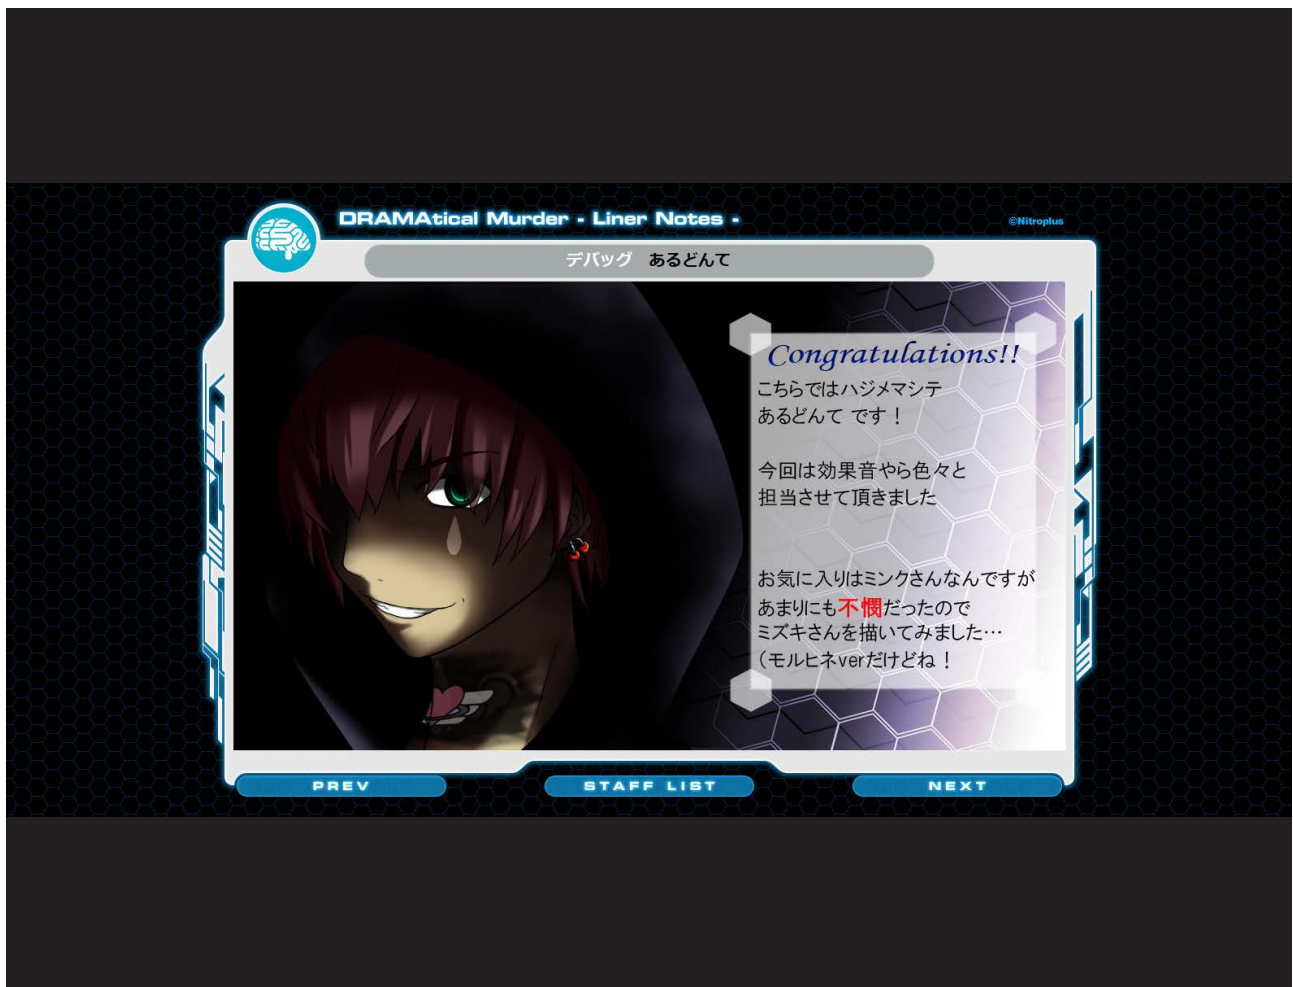 DRAMAtical Murder - Liner Notes -
©Nitroplus
デバッグ あるどんて
Congratulations!!
こちらではハジメマシテ
あるどんて です！
今回は効果音やら色々と
担当させて頂きました
お気に入りはミンクさんなんですが
あまりにも不憫だったので
ミズキさんを描いてみました…
（モルヒネverだけどね！
PREV
STAFF LIST
NEXT